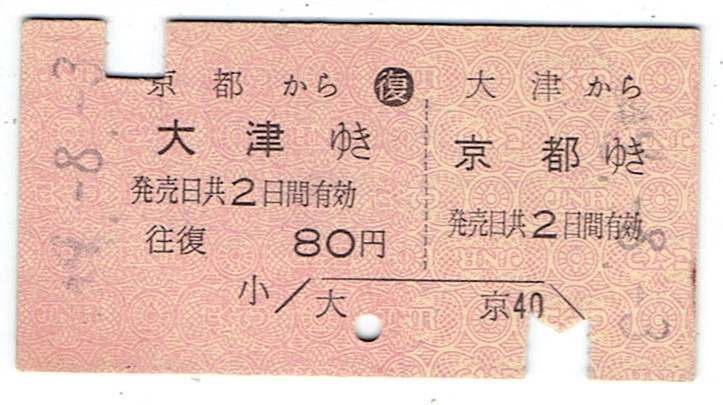 京都から
大津ゆき
発売日共2日間有効
往復 80円
小
大
復
大津から
京都ゆき
発売日共2日間有効
京40
JNR